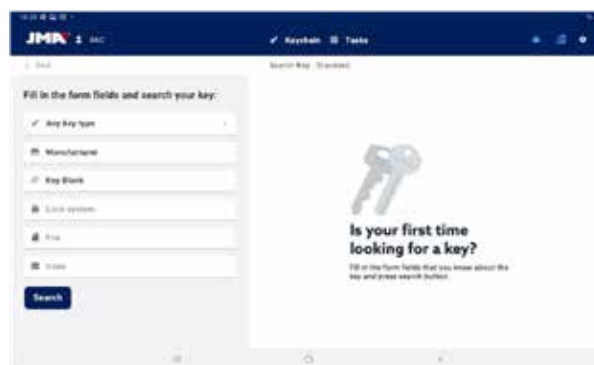 JMA
Keychain Tasks
Back
Search Key Standard
Fill in the form fields and search your key:
Any key type
Manufacturer
Key Blank
Lock system
Search
Is your first time
looking for a key?
Fill in the form fields that you know about the
key and press search button.